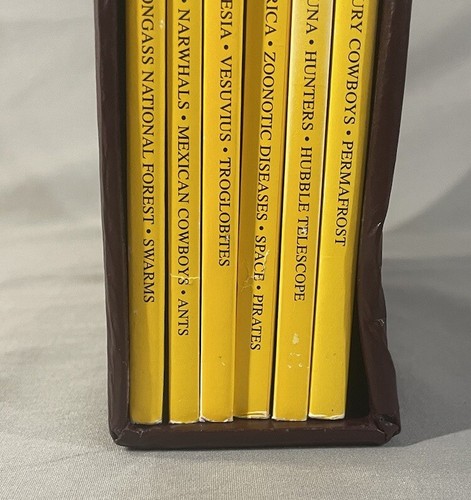 ONGASS NATIONAL FOREST • SWARMS
• NARWHALS • MEXICAN COWBOYS • ANTS
ESIA • VESUVIUS • TROGLOBITES
RICA • ZOONOTIC DISEASES • SPACE • PIRATES
UNA • HUNTERS • HUBBLE TELESCOPE
URY COWBOYS • PERMAFROST